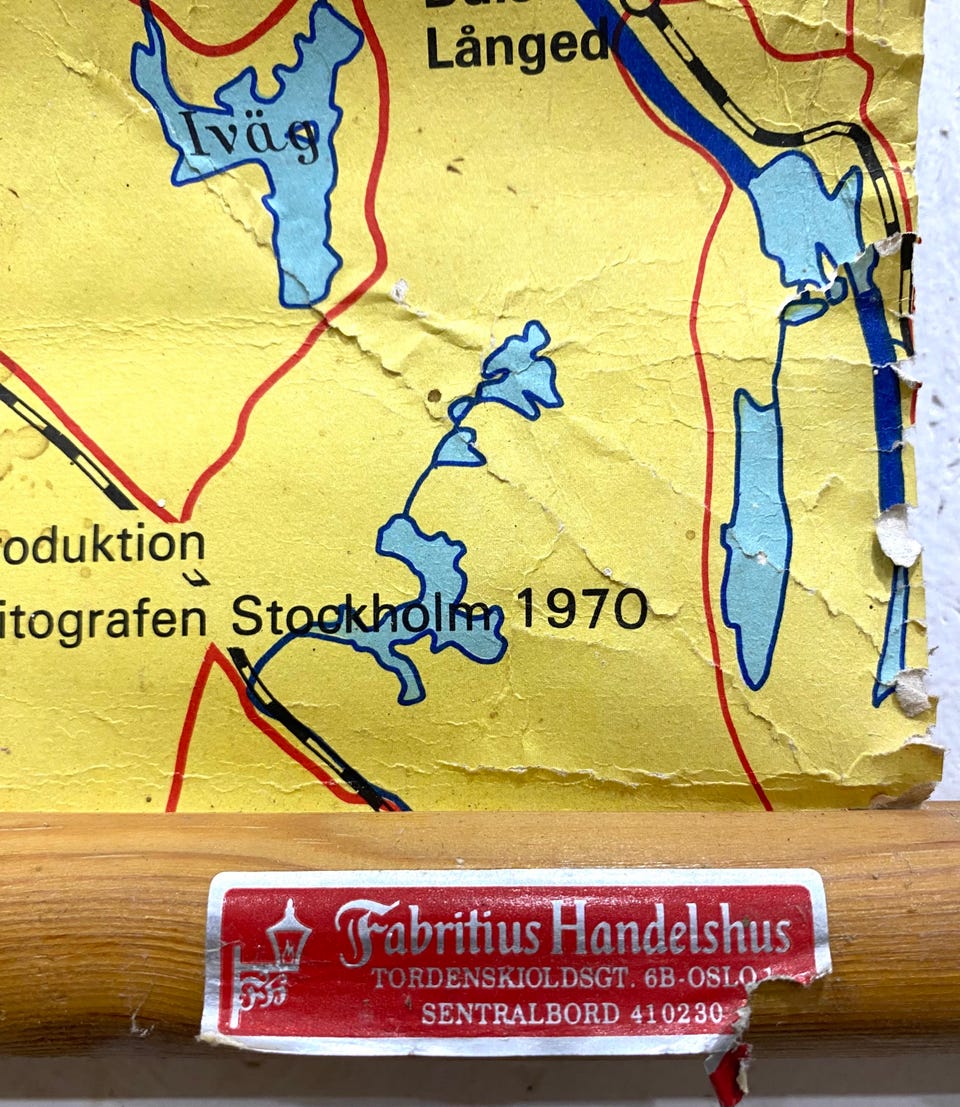 Långed
Iväg
roduktion
itografen Stockholm 1970
Fabritius Handelshus
TORDENSKIOLDSGT. 6B-OSLO 1
SENTRALBORD 410230